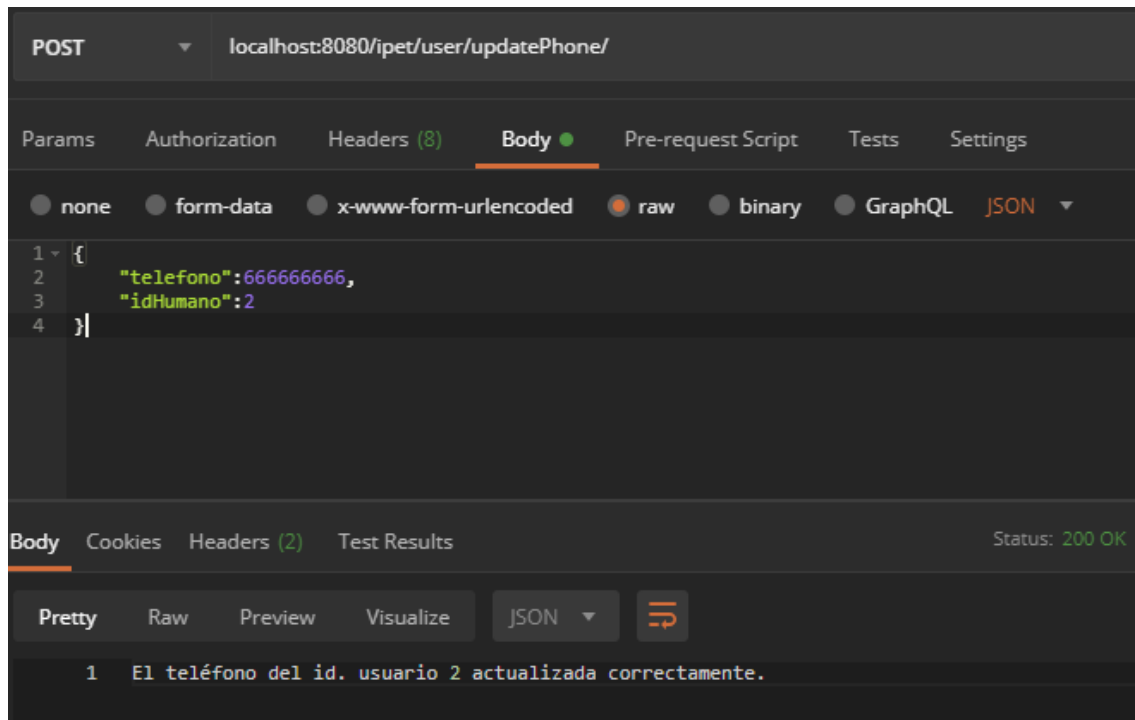 POST localhost:8080/ipet/user/updatePhone/
Params Authorization Headers (8) Body Pre-request Script Tests Settings
none form-data x-www-form-urlencoded raw binary GraphQL JSON
1 {
2 "telefono":666666666,
3 "idHumano":2
4 }
Body Cookies Headers (2) Test Results Status: 200 OK
Pretty Raw Preview Visualize JSON
1 El teléfono del id. usuario 2 actualizada correctamente.